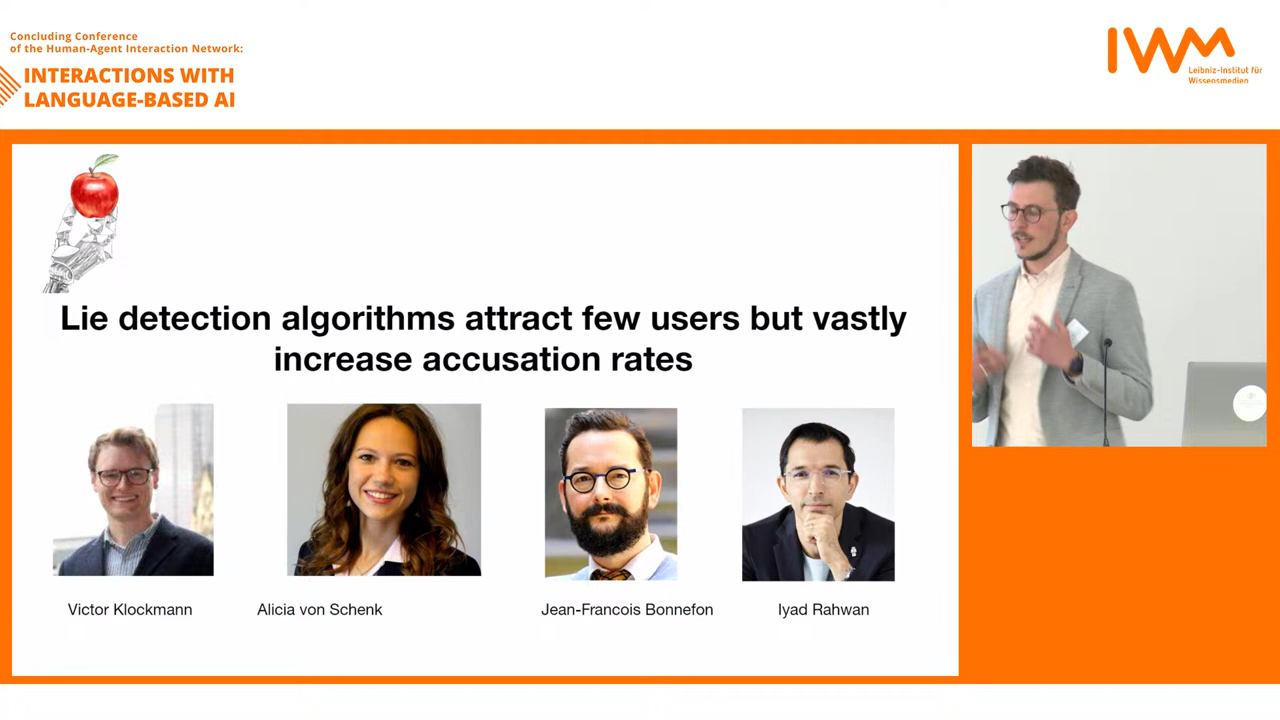 Concluding Conference
of the Human-Agent Interaction Network:
INTERACTIONS WITH
LANGUAGE-BASED AI
IWM
Leibniz-Institut für
Wissensmedien
Lie detection algorithms attract few users but vastly
increase accusation rates
Victor Klockmann
Alicia von Schenk
Jean-Francois Bonnefon
Iyad Rahwan